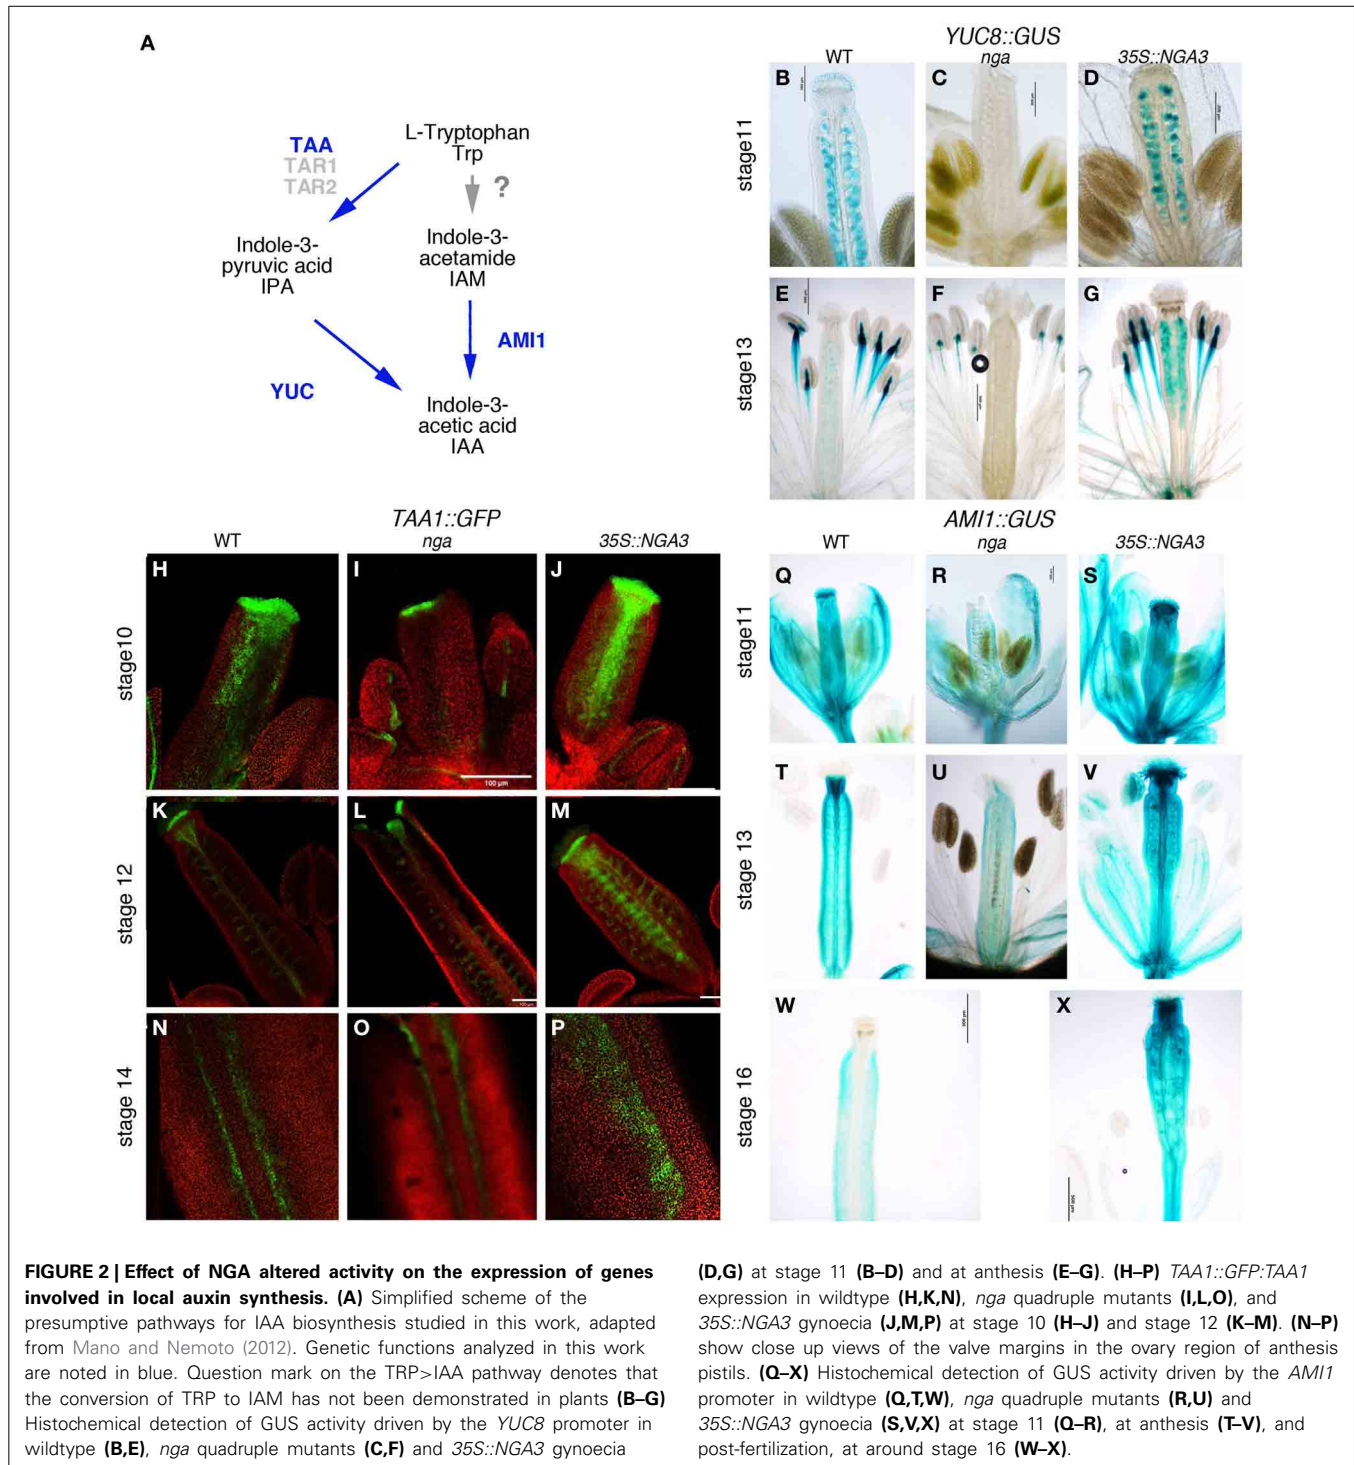 A
L-Tryptophan
Trp
TAA
TAR1
TAR2
?
Indole-3-
pyruvic acid
IPA
Indole-3-
acetamide
IAM
AMI1
YUC
Indole-3-
acetic acid
IAA
YUC8::GUS
WT
nga
35S::NGA3
stage11
B
C
D
stage13
E
F
G
TAA1::GFP
WT
nga
35S::NGA3
stage10
H
I
J
100 µm
stage 12
K
L
M
stage 14
N
O
P
AMI1::GUS
WT
nga
35S::NGA3
stage11
Q
R
S
stage 13
T
U
V
stage 16
W
X
500 µm
500 µm
FIGURE 2 | Effect of NGA altered activity on the expression of genes
involved in local auxin synthesis. (A) Simplified scheme of the
presumptive pathways for IAA biosynthesis studied in this work, adapted
from Mano and Nemoto (2012). Genetic functions analyzed in this work
are noted in blue. Question mark on the TRP>IAA pathway denotes that
the conversion of TRP to IAM has not been demonstrated in plants (B–G)
Histochemical detection of GUS activity driven by the YUC8 promoter in
wildtype (B,E), nga quadruple mutants (C,F) and 35S::NGA3 gynoecia
(D,G) at stage 11 (B–D) and at anthesis (E–G). (H–P) TAA1::GFP:TAA1
expression in wildtype (H,K,N), nga quadruple mutants (I,L,O), and
35S::NGA3 gynoecia (J,M,P) at stage 10 (H–J) and stage 12 (K–M). (N–P)
show close up views of the valve margins in the ovary region of anthesis
pistils. (Q–X) Histochemical detection of GUS activity driven by the AMI1
promoter in wildtype (Q,T,W), nga quadruple mutants (R,U) and
35S::NGA3 gynoecia (S,V,X) at stage 11 (Q–R), at anthesis (T–V), and
post-fertilization, at around stage 16 (W–X).